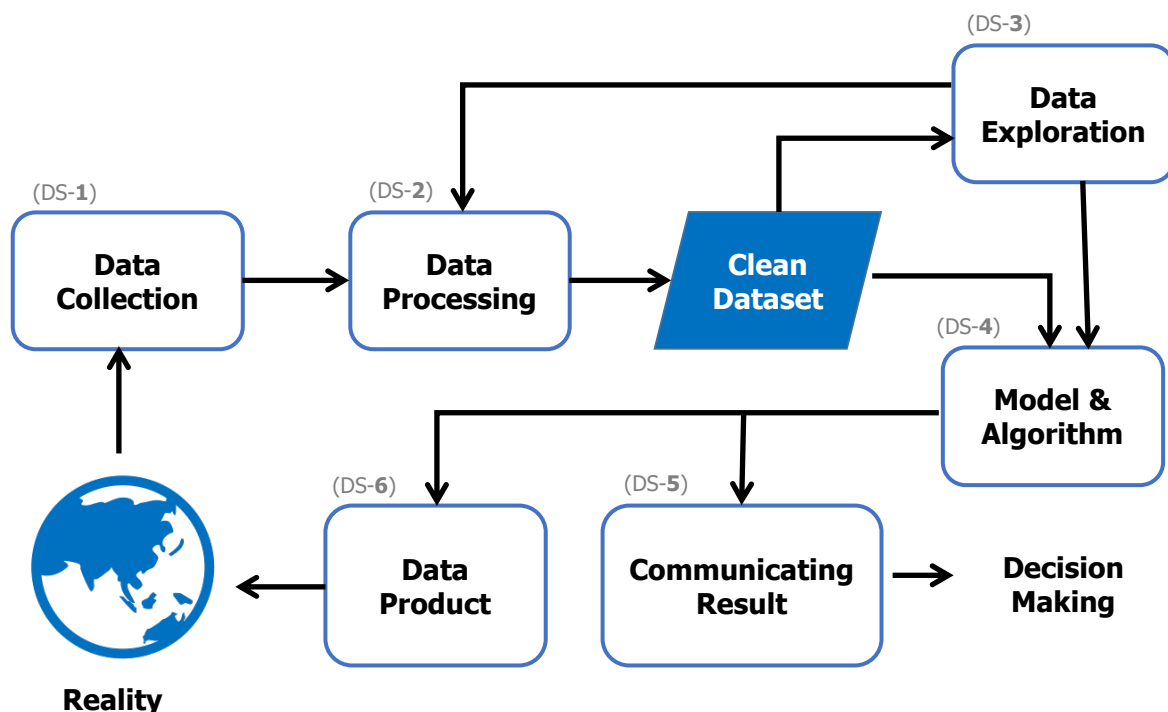 (DS-3)
Data
Exploration
(DS-1)
Data
Collection
(DS-2)
Data
Processing
Clean
Dataset
(DS-4)
Model &
Algorithm
(DS-6)
Data
Product
(DS-5)
Communicating
Result
Decision
Making
Reality